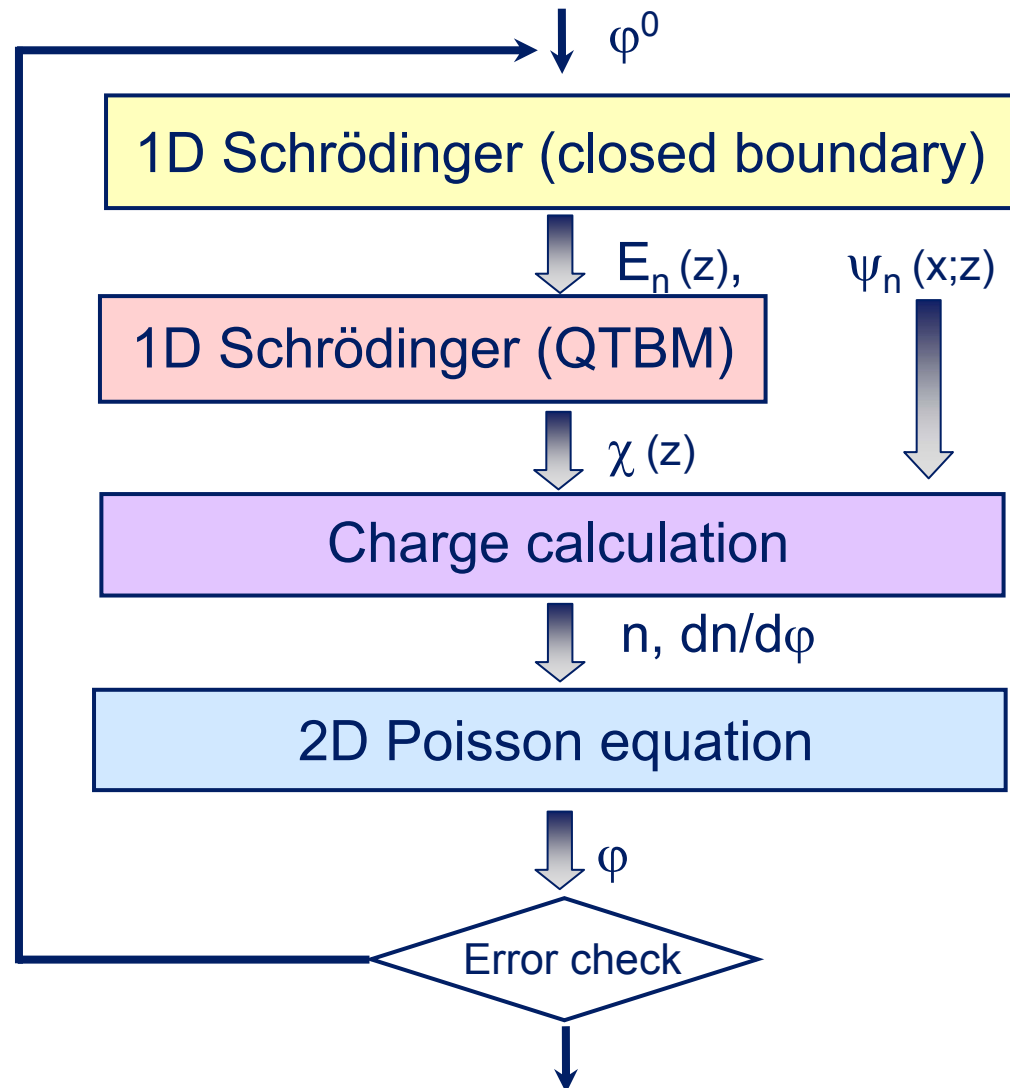 φ⁰
1D Schrödinger (closed boundary)
Eₙ (z), ψₙ (x;z)
1D Schrödinger (QTBM)
χ (z)
Charge calculation
n, dn/dφ
2D Poisson equation
φ
Error check